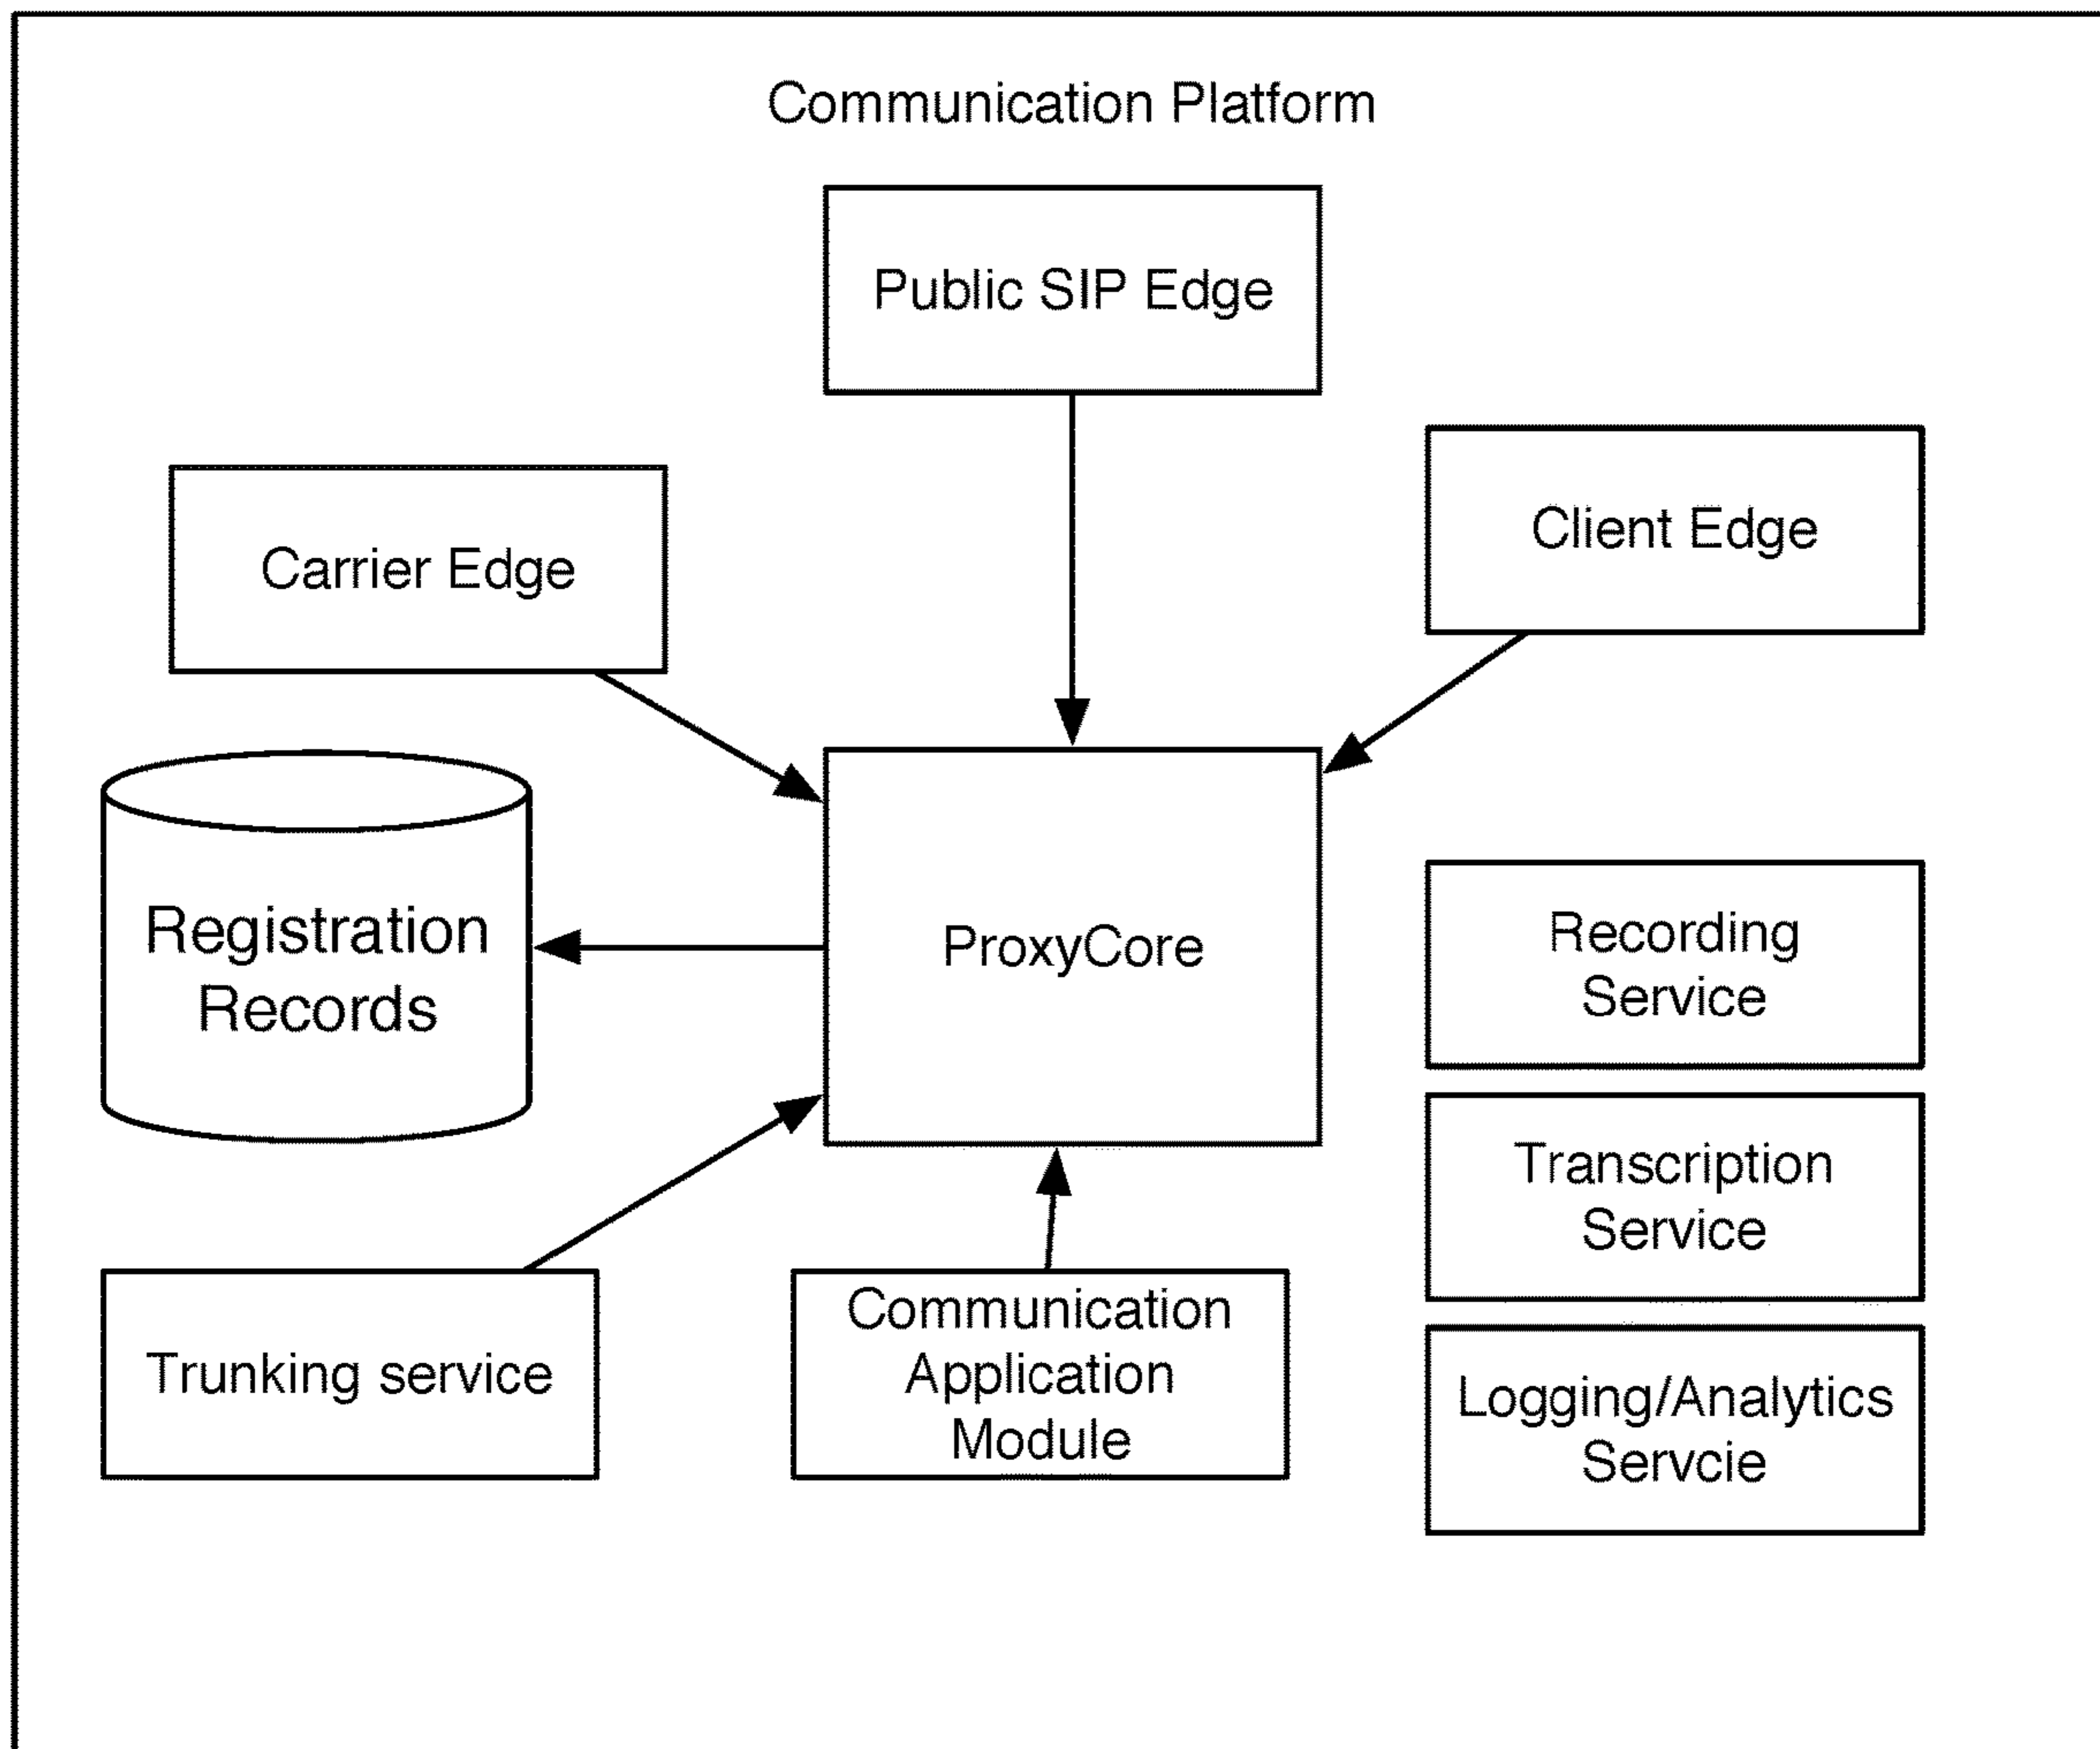 Communication Platform
Public SIP Edge
Client Edge
Carrier Edge
Registration
Records
ProxyCore
Recording
Service
Transcription
Service
Trunking service
Communication
Application
Module
Logging/Analytics
Servcie